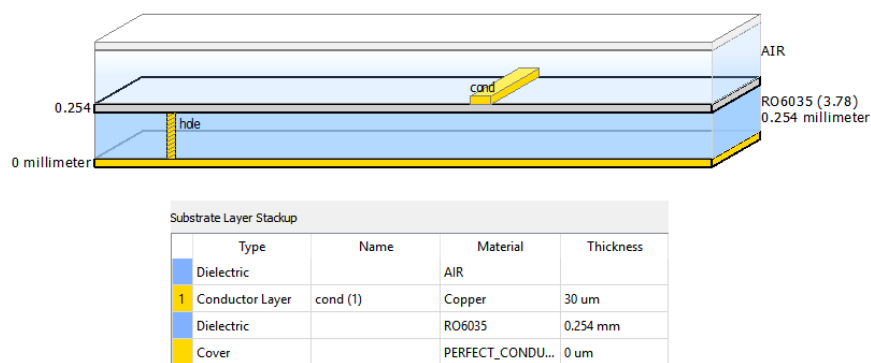 AIR
cond
0.254
RO6035 (3.78)
0.254 millimeter
hole
0 millimeter
Substrate Layer Stackup
Type Name Material Thickness
Dielectric AIR
1 Conductor Layer cond (1) Copper 30 um
Dielectric RO6035 0.254 mm
Cover PERFECT_CONDU... 0 um